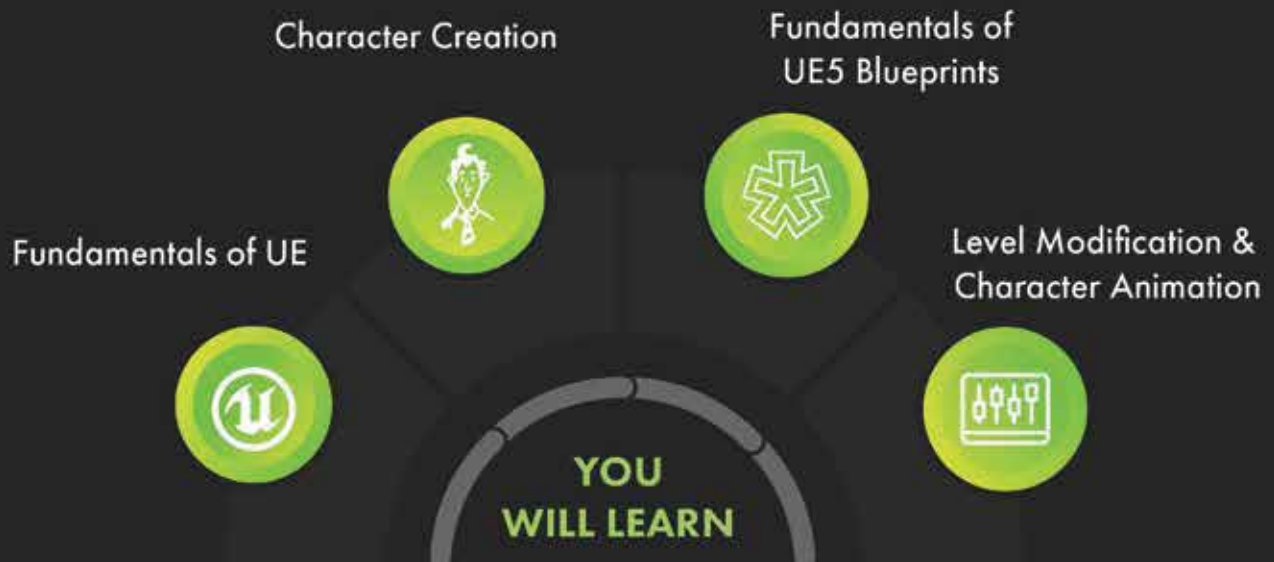 Character Creation
Fundamentals of
UE5 Blueprints
Fundamentals of UE
Level Modification &
Character Animation
YOU
WILL LEARN